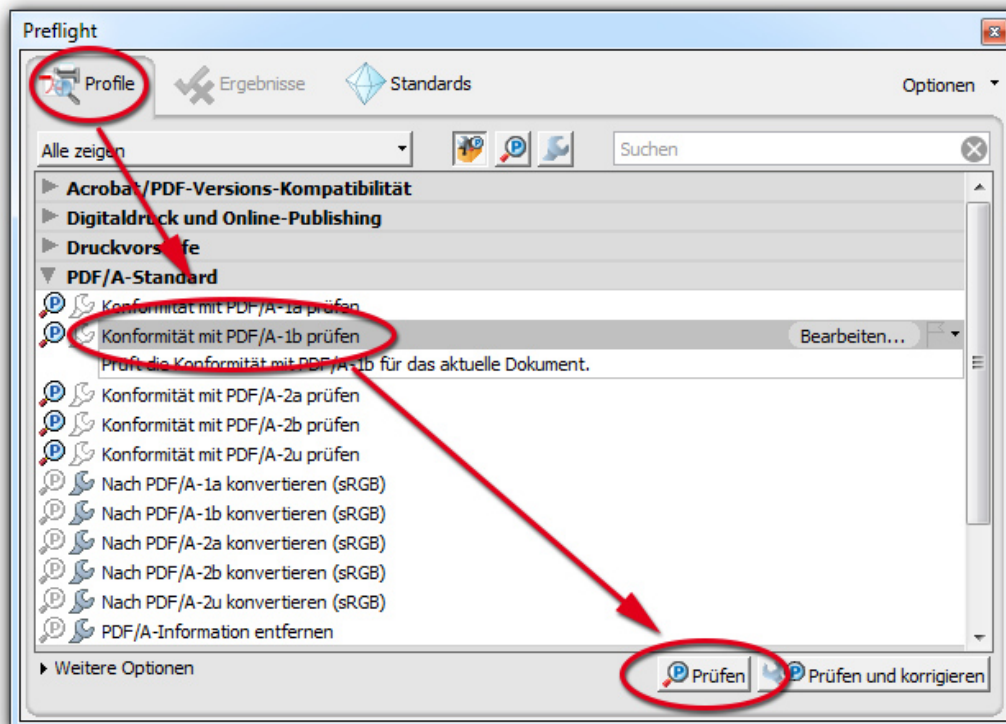 Preflight
Profile
Ergebnisse
Standards
Optionen
Alle zeigen
Suchen
Acrobat/PDF-Versions-Kompatibilität
Digitaldruck und Online-Publishing
Druckvorstufe
PDF/A-Standard
Konformität mit PDF/A-1a prüfen
Konformität mit PDF/A-1b prüfen
Bearbeiten...
Prüft die Konformität mit PDF/A-1b für das aktuelle Dokument.
Konformität mit PDF/A-2a prüfen
Konformität mit PDF/A-2b prüfen
Konformität mit PDF/A-2u prüfen
Nach PDF/A-1a konvertieren (sRGB)
Nach PDF/A-1b konvertieren (sRGB)
Nach PDF/A-2a konvertieren (sRGB)
Nach PDF/A-2b konvertieren (sRGB)
Nach PDF/A-2u konvertieren (sRGB)
PDF/A-Information entfernen
Weitere Optionen
Prüfen
Prüfen und korrigieren